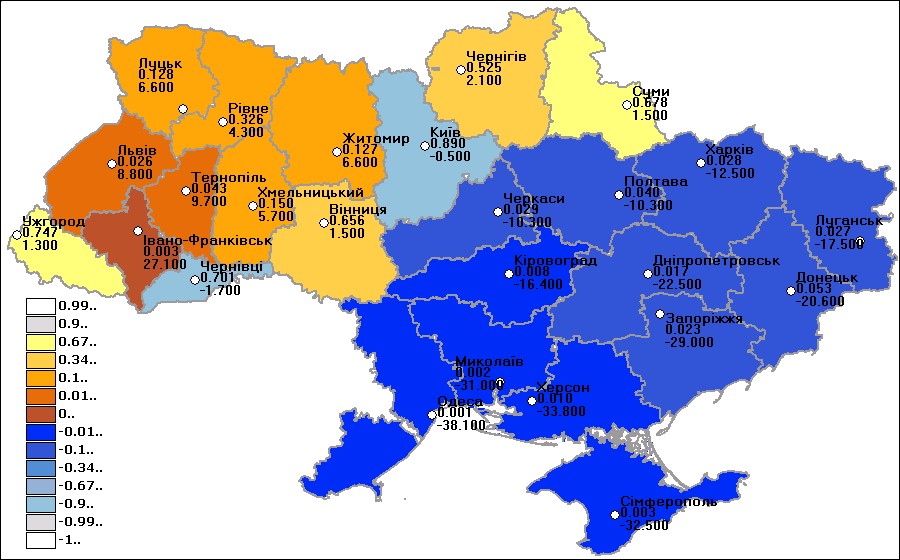 Чернігів
0.525
2.100
Луцьк
0.128
6.600
Суми
0.678
1.500
Рівне
0.326
4.300
Київ
0.890
-0.500
Житомир
0.127
6.600
Харків
0.028
-12.500
Львів
0.026
8.800
Тернопіль
0.043
9.700
Полтава
0.040
-10.300
Хмельницький
0.150
5.700
Черкаси
0.029
-18.300
Вінниця
0.656
1.500
Ужгород
0.747
1.300
Луганськ
0.027
-17.500
Івано-Франківськ
0.003
27.100
Чернівці
0.701
-1.700
Кіровоград
0.008
-16.400
Дніпропетровськ
0.017
-22.500
Донецьк
0.053
-20.600
Запоріжжя
0.023
-29.000
Миколаїв
0.002
-31.000
Херсон
0.010
-33.800
Одеса
0.001
-38.100
Сімферополь
0.003
-32.500
0.99..
0.9..
0.67..
0.34..
0.1..
0.01..
0..
-0.01..
-0.1..
-0.34..
-0.67..
-0.9..
-0.99..
-1..